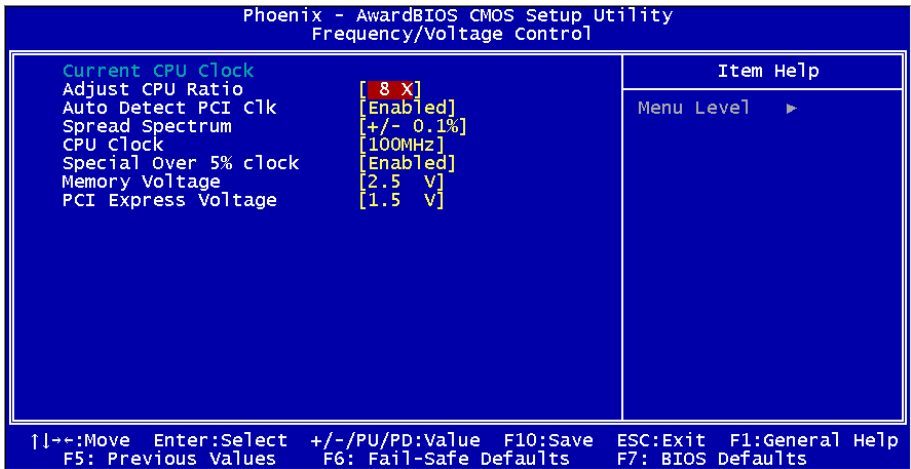 Phoenix - AwardBIOS CMOS Setup Utility
Frequency/Voltage Control
Current CPU Clock
Adjust CPU Ratio [ 8 X]
Auto Detect PCI Clk [Enabled]
Spread Spectrum [+/- 0.1%]
CPU Clock [100MHz]
Special Over 5% clock [Enabled]
Memory Voltage [2.5 V]
PCI Express Voltage [1.5 V]
Item Help
Menu Level ►
↑↓→←:Move Enter:Select +/-/PU/PD:Value F10:Save ESC:Exit F1:General Help
F5: Previous Values F6: Fail-Safe Defaults F7: BIOS Defaults